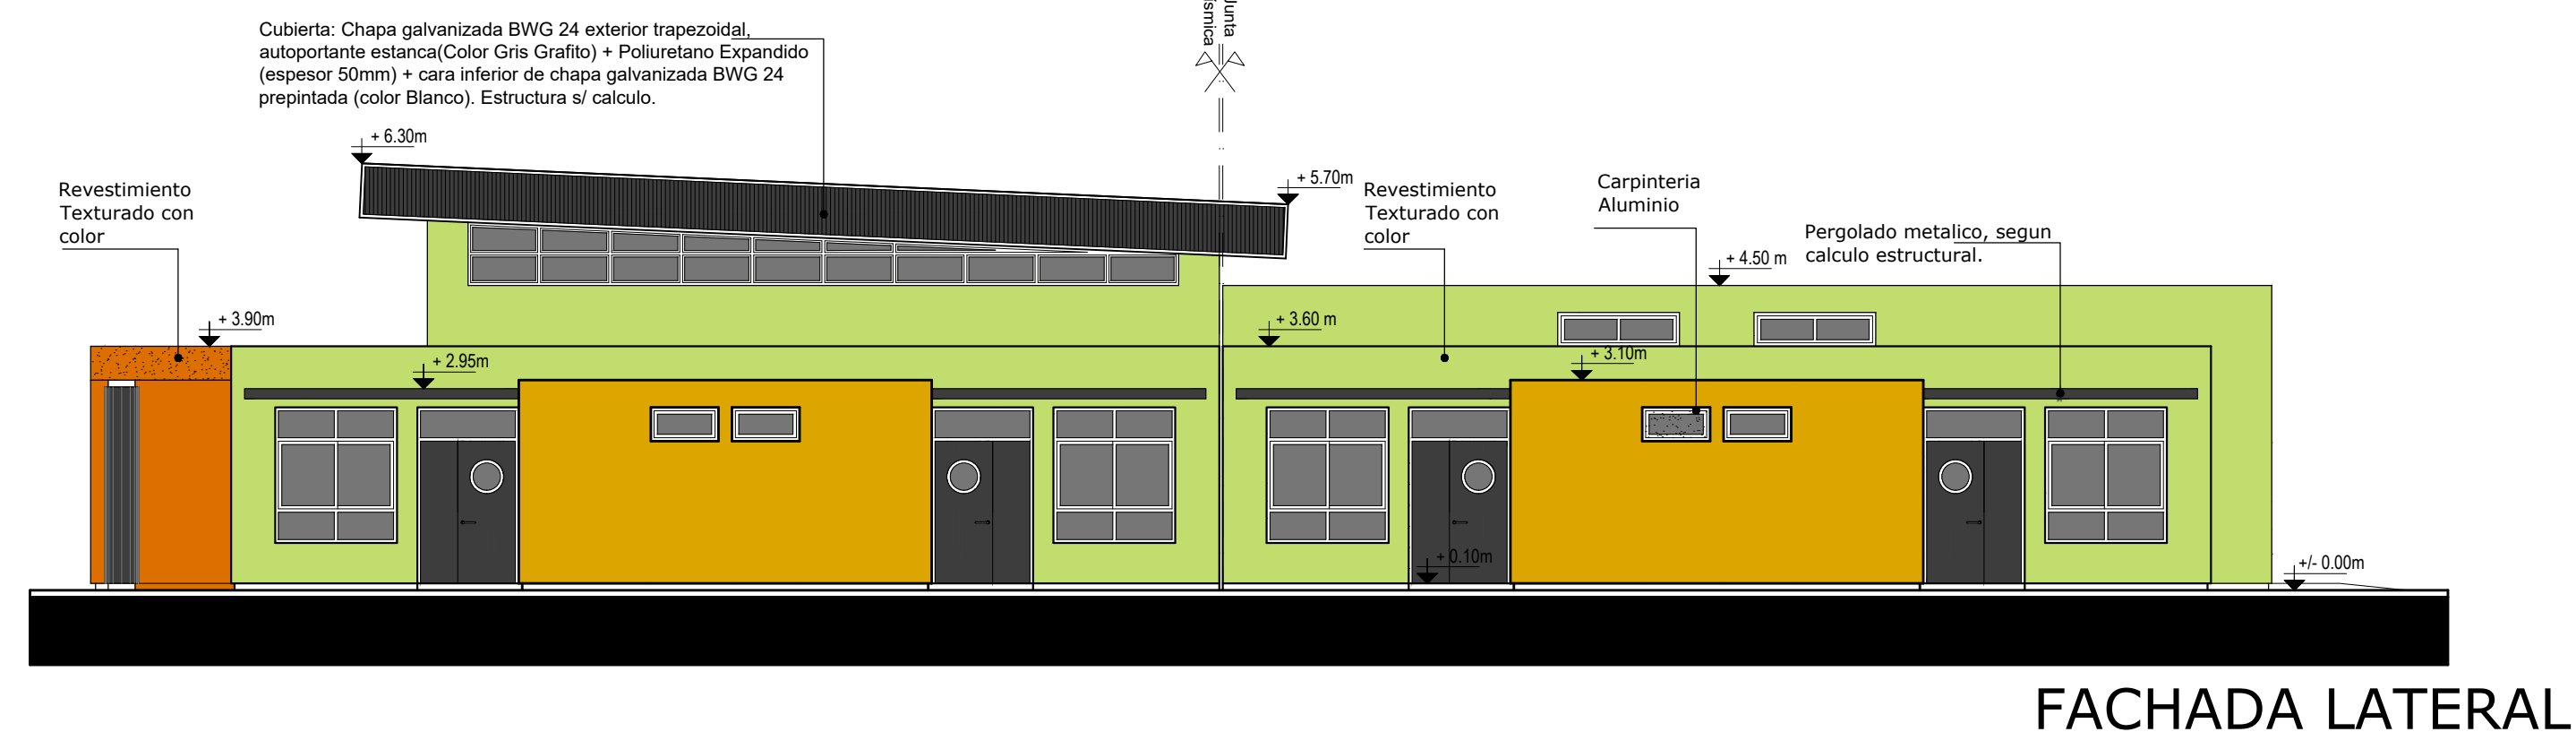 Junta
Cubierta: Chapa galvanizada BWG 24 exterior trapezoidal,
autoportante estanca(Color Gris Grafito) + Poliuretano Expandido
(espesor 50mm) + cara inferior de chapa galvanizada BWG 24
prepintada (color Blanco). Estructura s/ calculo.
+ 6.30m
+ 5.70m
Revestimiento
Texturado con
color
Revestimiento
Texturado con
color
Carpinteria
Aluminio
Pergolado metalico, segun
calculo estructural.
+ 4.50 m
+ 3.90m
+ 3.60 m
+ 2.95m
+ 3.10m
+ 0.10m
+/- 0.00m
FACHADA LATERAL